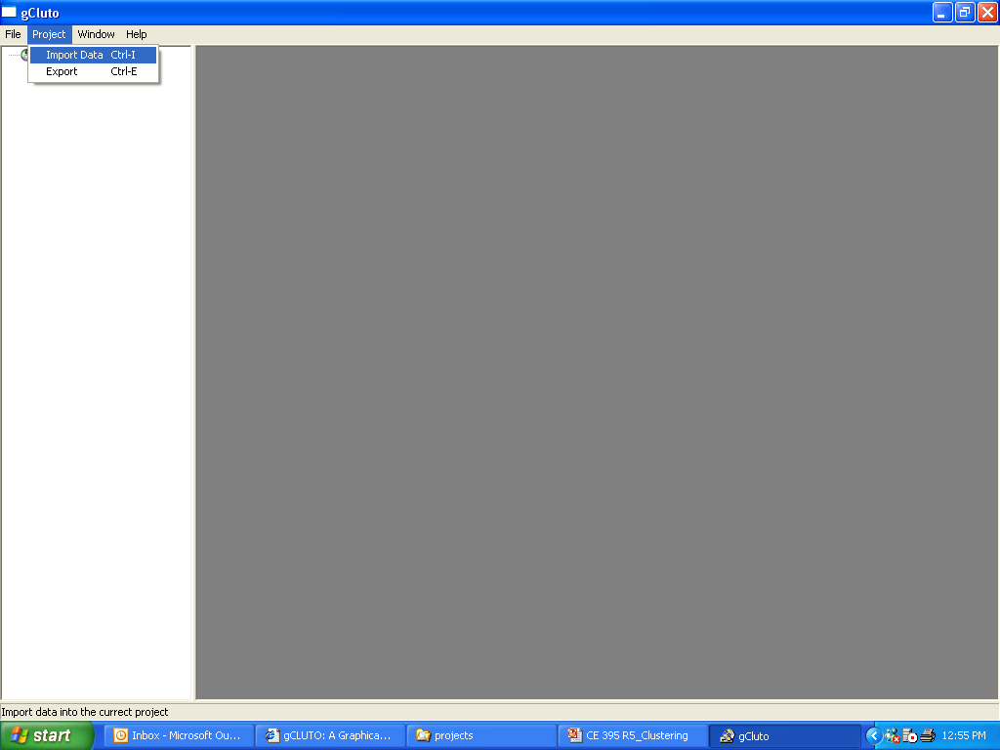 gCluto
File Project Window Help
Import Data Ctrl-I
Export Ctrl-E
Import data into the currect project
start Inbox - Microsoft Ou... gCLUTO: A Graphica... projects CE 395 R5_Clustering gCluto 12:55 PM